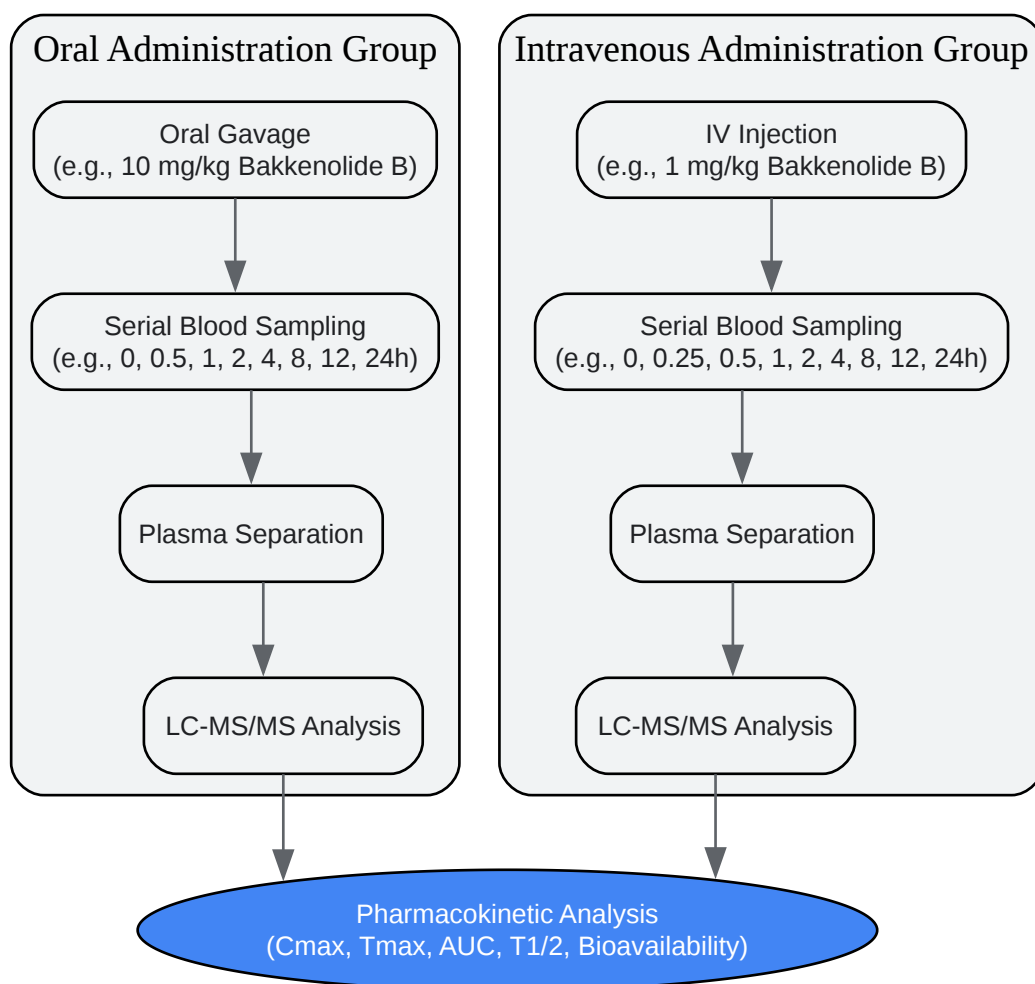 Oral Administration Group
Oral Gavage
(e.g., 10 mg/kg Bakkenolide B)
Serial Blood Sampling
(e.g., 0, 0.5, 1, 2, 4, 8, 12, 24h)
Plasma Separation
LC-MS/MS Analysis
Intravenous Administration Group
IV Injection
(e.g., 1 mg/kg Bakkenolide B)
Serial Blood Sampling
(e.g., 0, 0.25, 0.5, 1, 2, 4, 8, 12, 24h)
Plasma Separation
LC-MS/MS Analysis
Pharmacokinetic Analysis
(Cmax, Tmax, AUC, T1/2, Bioavailability)